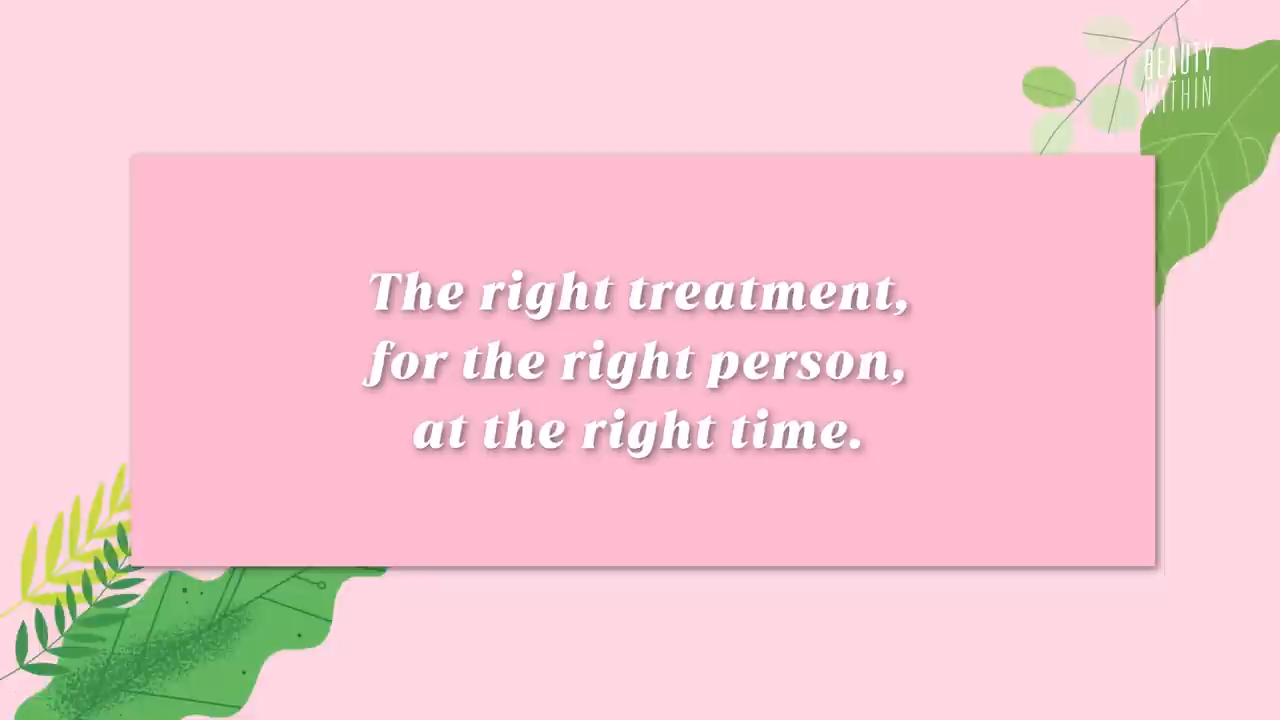 BEAUTY
WITHIN
The right treatment,
for the right person,
at the right time.